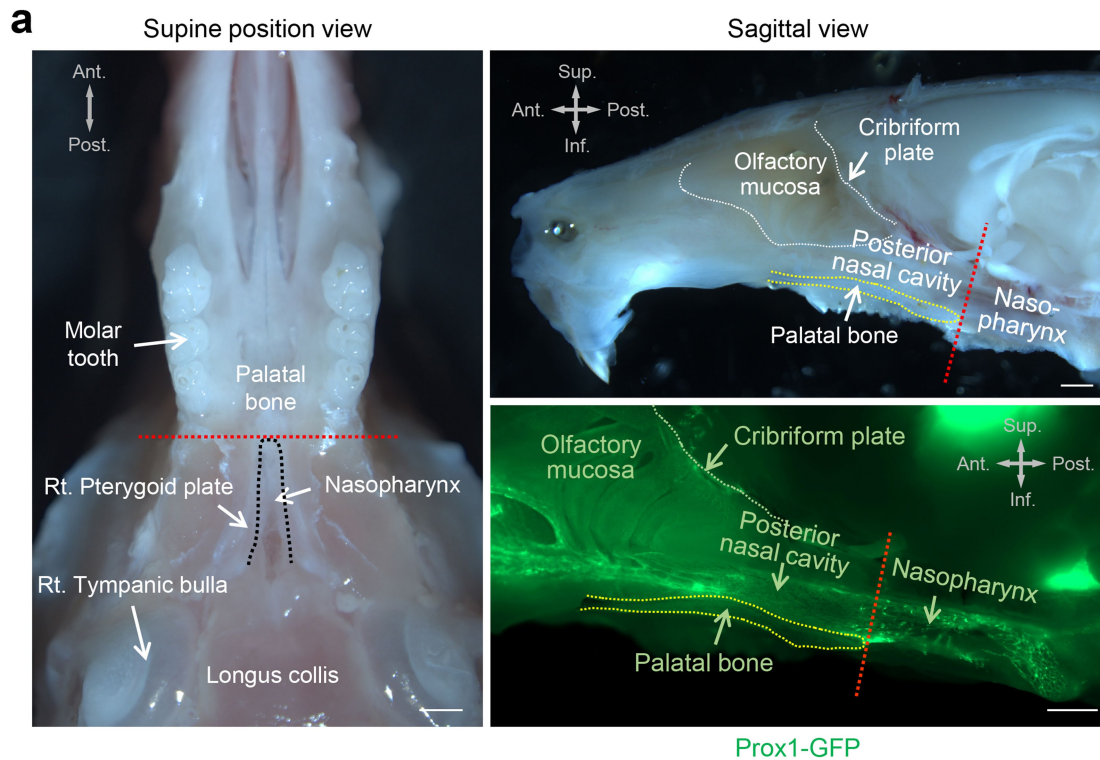 a
Supine position view
Ant.
Post.
Molar
tooth
Palatal
bone
Rt. Pterygoid plate
Nasopharynx
Rt. Tympanic bulla
Longus collis
Sagittal view
Sup.
Ant.
Post.
Inf.
Cribriform
plate
Olfactory
mucosa
Posterior
nasal cavity
Naso-
pharynx
Palatal bone
Olfactory
mucosa
Cribriform plate
Sup.
Ant.
Post.
Inf.
Posterior
nasal cavity
Nasopharynx
Palatal bone
Prox1-GFP